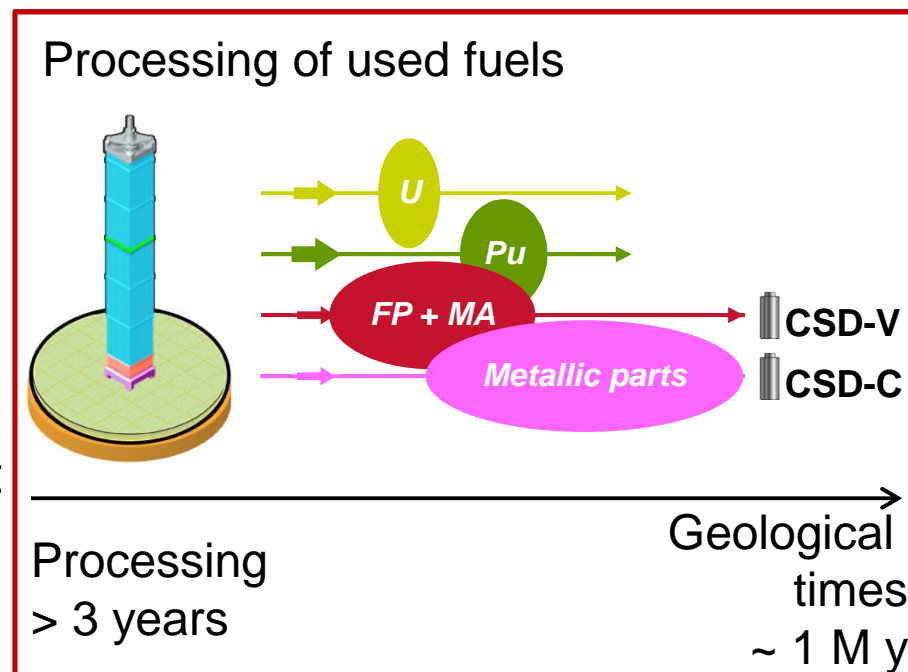 Processing of used fuels
U
Pu
FP + MA
CSD-V
Metallic parts
CSD-C
Processing
> 3 years
Geological
times
~ 1 M y